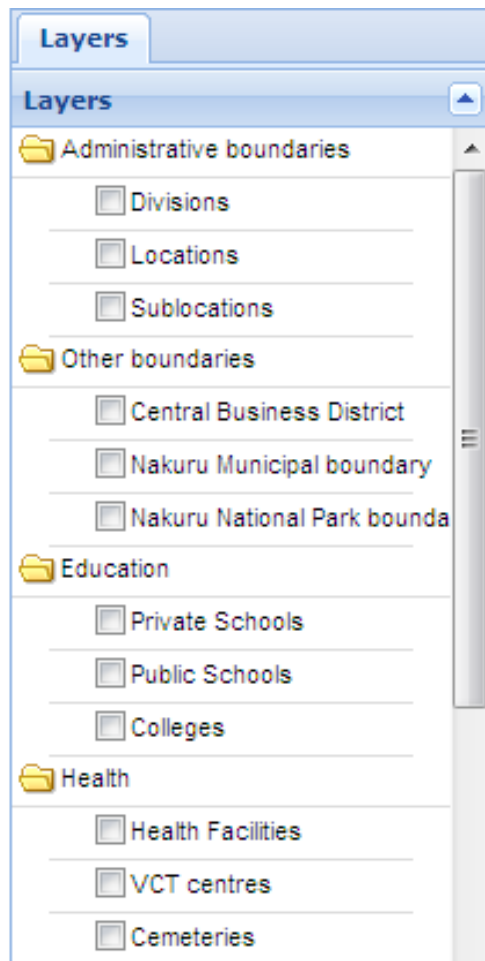 Layers
Layers
Administrative boundaries
Divisions
Locations
Sublocations
Other boundaries
Central Business District
Nakuru Municipal boundary
Nakuru National Park bounda
Education
Private Schools
Public Schools
Colleges
Health
Health Facilities
VCT centres
Cemeteries